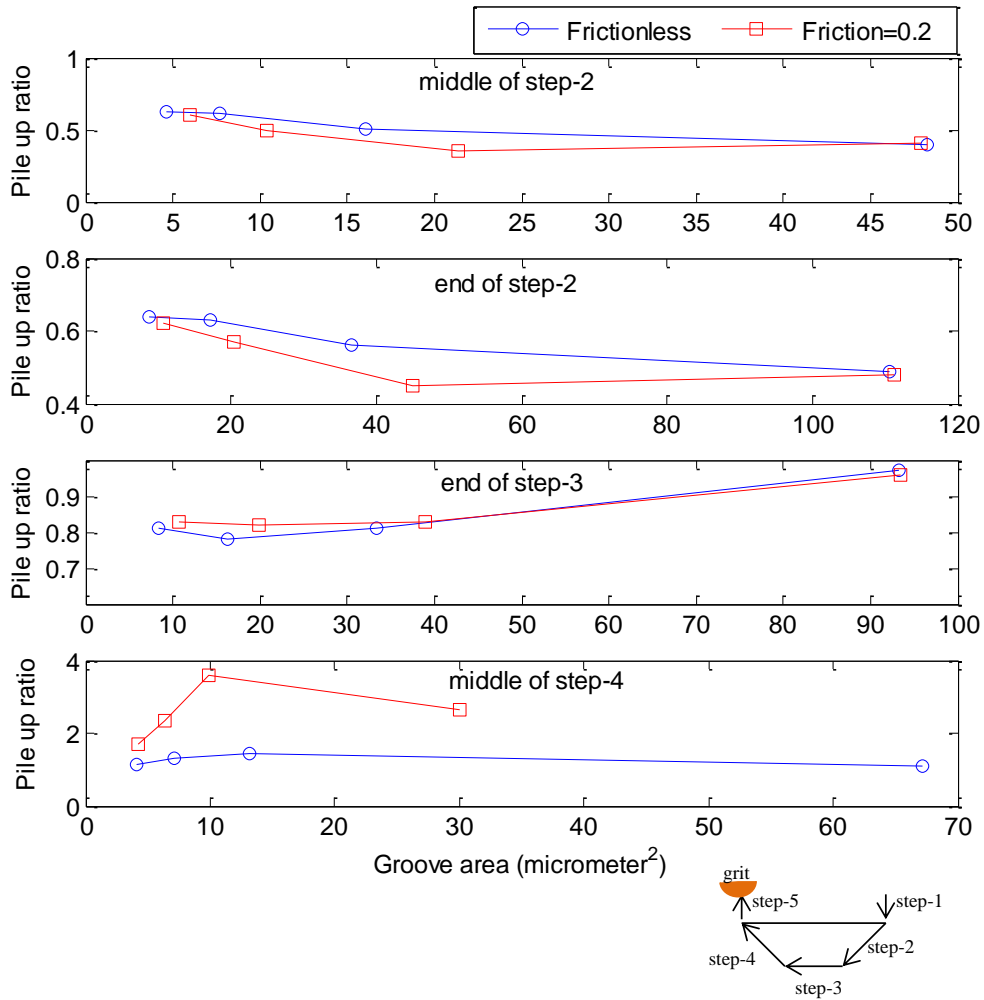 Frictionless Friction=0.2
1
0.5
0
Pile up ratio
middle of step-2
0 5 10 15 20 25 30 35 40 45 50
0.8
0.6
0.4
Pile up ratio
end of step-2
0 20 40 60 80 100 120
0.9
0.8
0.7
Pile up ratio
end of step-3
0 10 20 30 40 50 60 70 80 90 100
4
2
0
Pile up ratio
middle of step-4
0 10 20 30 40 50 60 70
Groove area (micrometer²)
grit
step-5
step-1
step-4
step-2
step-3